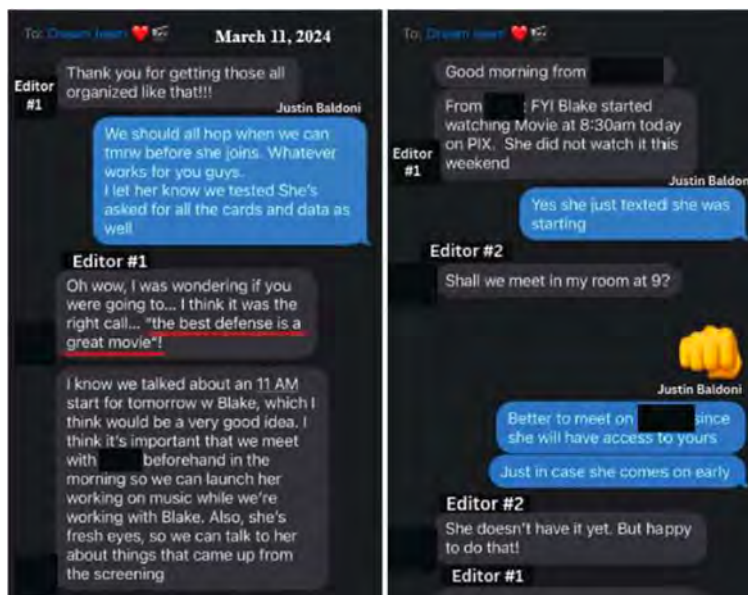 To: Dream team ❤️🎬
March 11, 2024
Editor #1
Thank you for getting those all
organized like that!!!
Justin Baldoni
We should all hop when we can
tmrw before she joins. Whatever
works for you guys.
I let her know we tested She's
asked for all the cards and data as
well
Editor #1
Oh wow, I was wondering if you
were going to... I think it was the
right call... "the best defense is a
great movie"!
I know we talked about an 11 AM
start for tomorrow w Blake, which I
think would be a very good idea. I
think it's important that we meet
with beforehand in the
morning so we can launch her
working on music while we're
working with Blake. Also, she's
fresh eyes, so we can talk to her
about things that came up from
the screening
To: Dream team ❤️🎬
Good morning from
Editor #1
From : FYI Blake started
watching Movie at 8:30am today
on PIX. She did not watch it this
weekend
Justin Baldoni
Yes she just texted she was
starting
Editor #2
Shall we meet in my room at 9?
👊
Justin Baldoni
Better to meet on since
she will have access to yours
Just in case she comes on early
Editor #2
She doesn't have it yet. But happy
to do that!
Editor #1